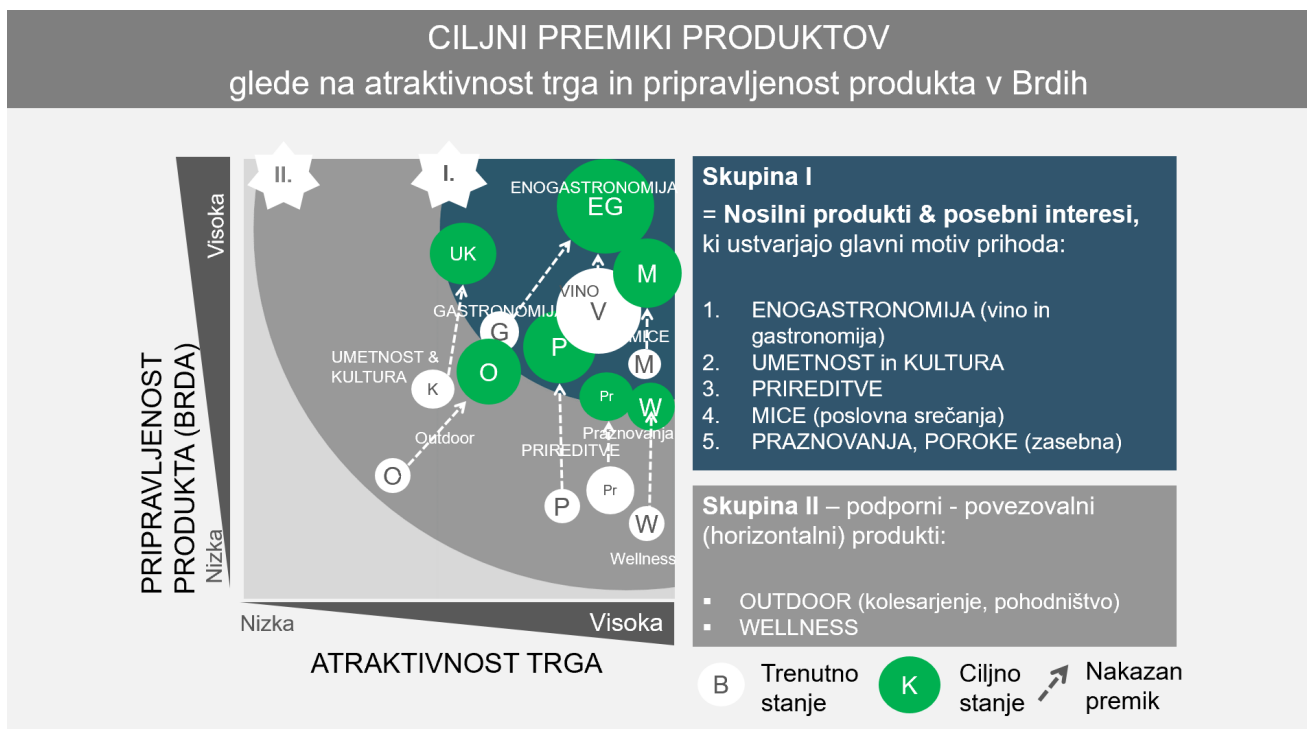 CILJNI PREMIKI PRODUKTOV
glede na atraktivnost trga in pripravljenost produkta v Brdih
PRIPRAVLJENOST
PRODUKTA (BRDA)
Visoka
Nizka
II.
I.
ENOGASTRONOMIJA
EG
UK
M
VINO
V
GASTRONOMIJA
G
MICE
M
P
UMETNOST &
KULTURA
O
K
Pr
W
Outdoor
Praznovanja
PRIREDITVE
O
Pr
P
W
Wellness
Nizka
Visoka
ATRAKTIVNOST TRGA
Skupina I
= Nosilni produkti & posebni interesi,
ki ustvarjajo glavni motiv prihoda:
1. ENOGASTRONOMIJA (vino in
gastronomija)
2. UMETNOST in KULTURA
3. PRIREDITVE
4. MICE (poslovna srečanja)
5. PRAZNOVANJA, POROKE (zasebna)
Skupina II – podporni - povezovalni
(horizontalni) produkti:
▪ OUTDOOR (kolesarjenje, pohodništvo)
▪ WELLNESS
B
Trenutno
stanje
K
Ciljno
stanje
Nakazan
premik